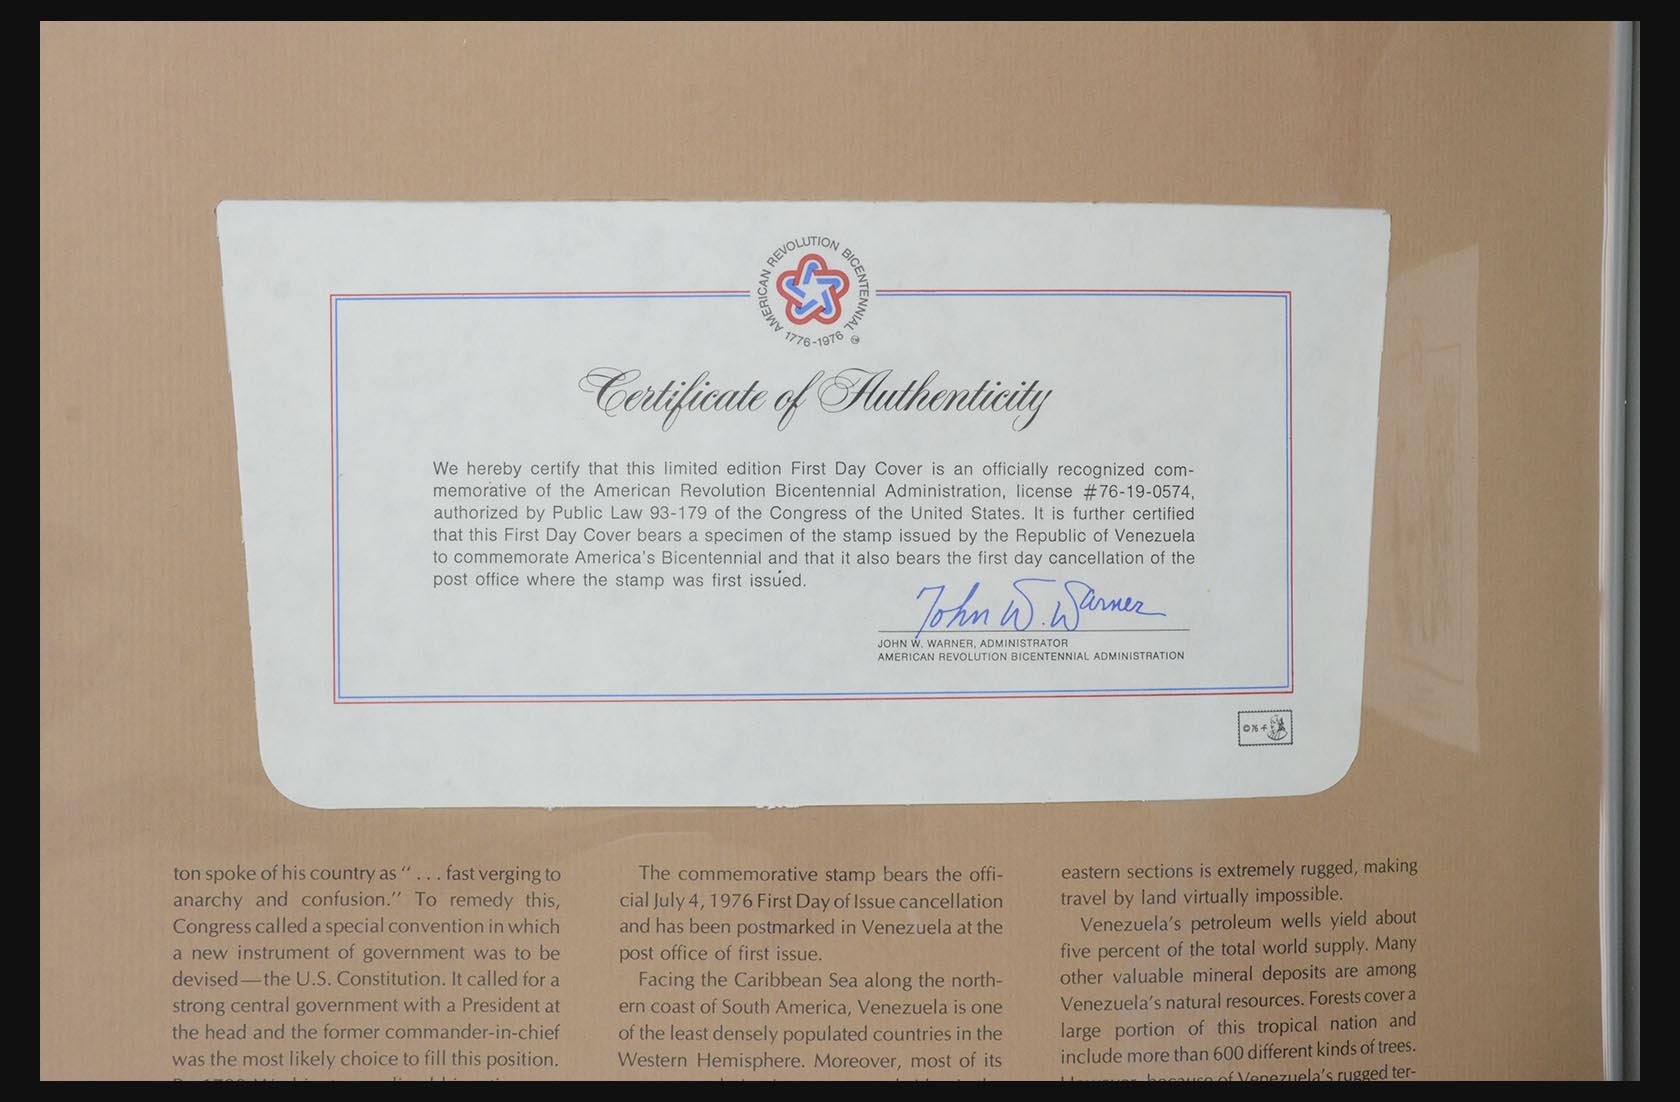 AMERICAN REVOLUTION BICENTENNIAL
1776-1976
Certificate of Authenticity
We hereby certify that this limited edition First Day Cover is an officially recognized com-
memorative of the American Revolution Bicentennial Administration, license #76-19-0574,
authorized by Public Law 93-179 of the Congress of the United States. It is further certified
that this First Day Cover bears a specimen of the stamp issued by the Republic of Venezuela
to commemorate America's Bicentennial and that it also bears the first day cancellation of the
post office where the stamp was first issued.
John W. Warner
JOHN W. WARNER, ADMINISTRATOR
AMERICAN REVOLUTION BICENTENNIAL ADMINISTRATION
ton spoke of his country as “ . . . fast verging to
anarchy and confusion.” To remedy this,
Congress called a special convention in which
a new instrument of government was to be
devised—the U.S. Constitution. It called for a
strong central government with a President at
the head and the former commander-in-chief
was the most likely choice to fill this position.
The commemorative stamp bears the offi-
cial July 4, 1976 First Day of Issue cancellation
and has been postmarked in Venezuela at the
post office of first issue.
Facing the Caribbean Sea along the north-
ern coast of South America, Venezuela is one
of the least densely populated countries in the
Western Hemisphere. Moreover, most of its
eastern sections is extremely rugged, making
travel by land virtually impossible.
Venezuela's petroleum wells yield about
five percent of the total world supply. Many
other valuable mineral deposits are among
Venezuela's natural resources. Forests cover a
large portion of this tropical nation and
include more than 600 different kinds of trees.
However, because of Venezuela's rugged ter-